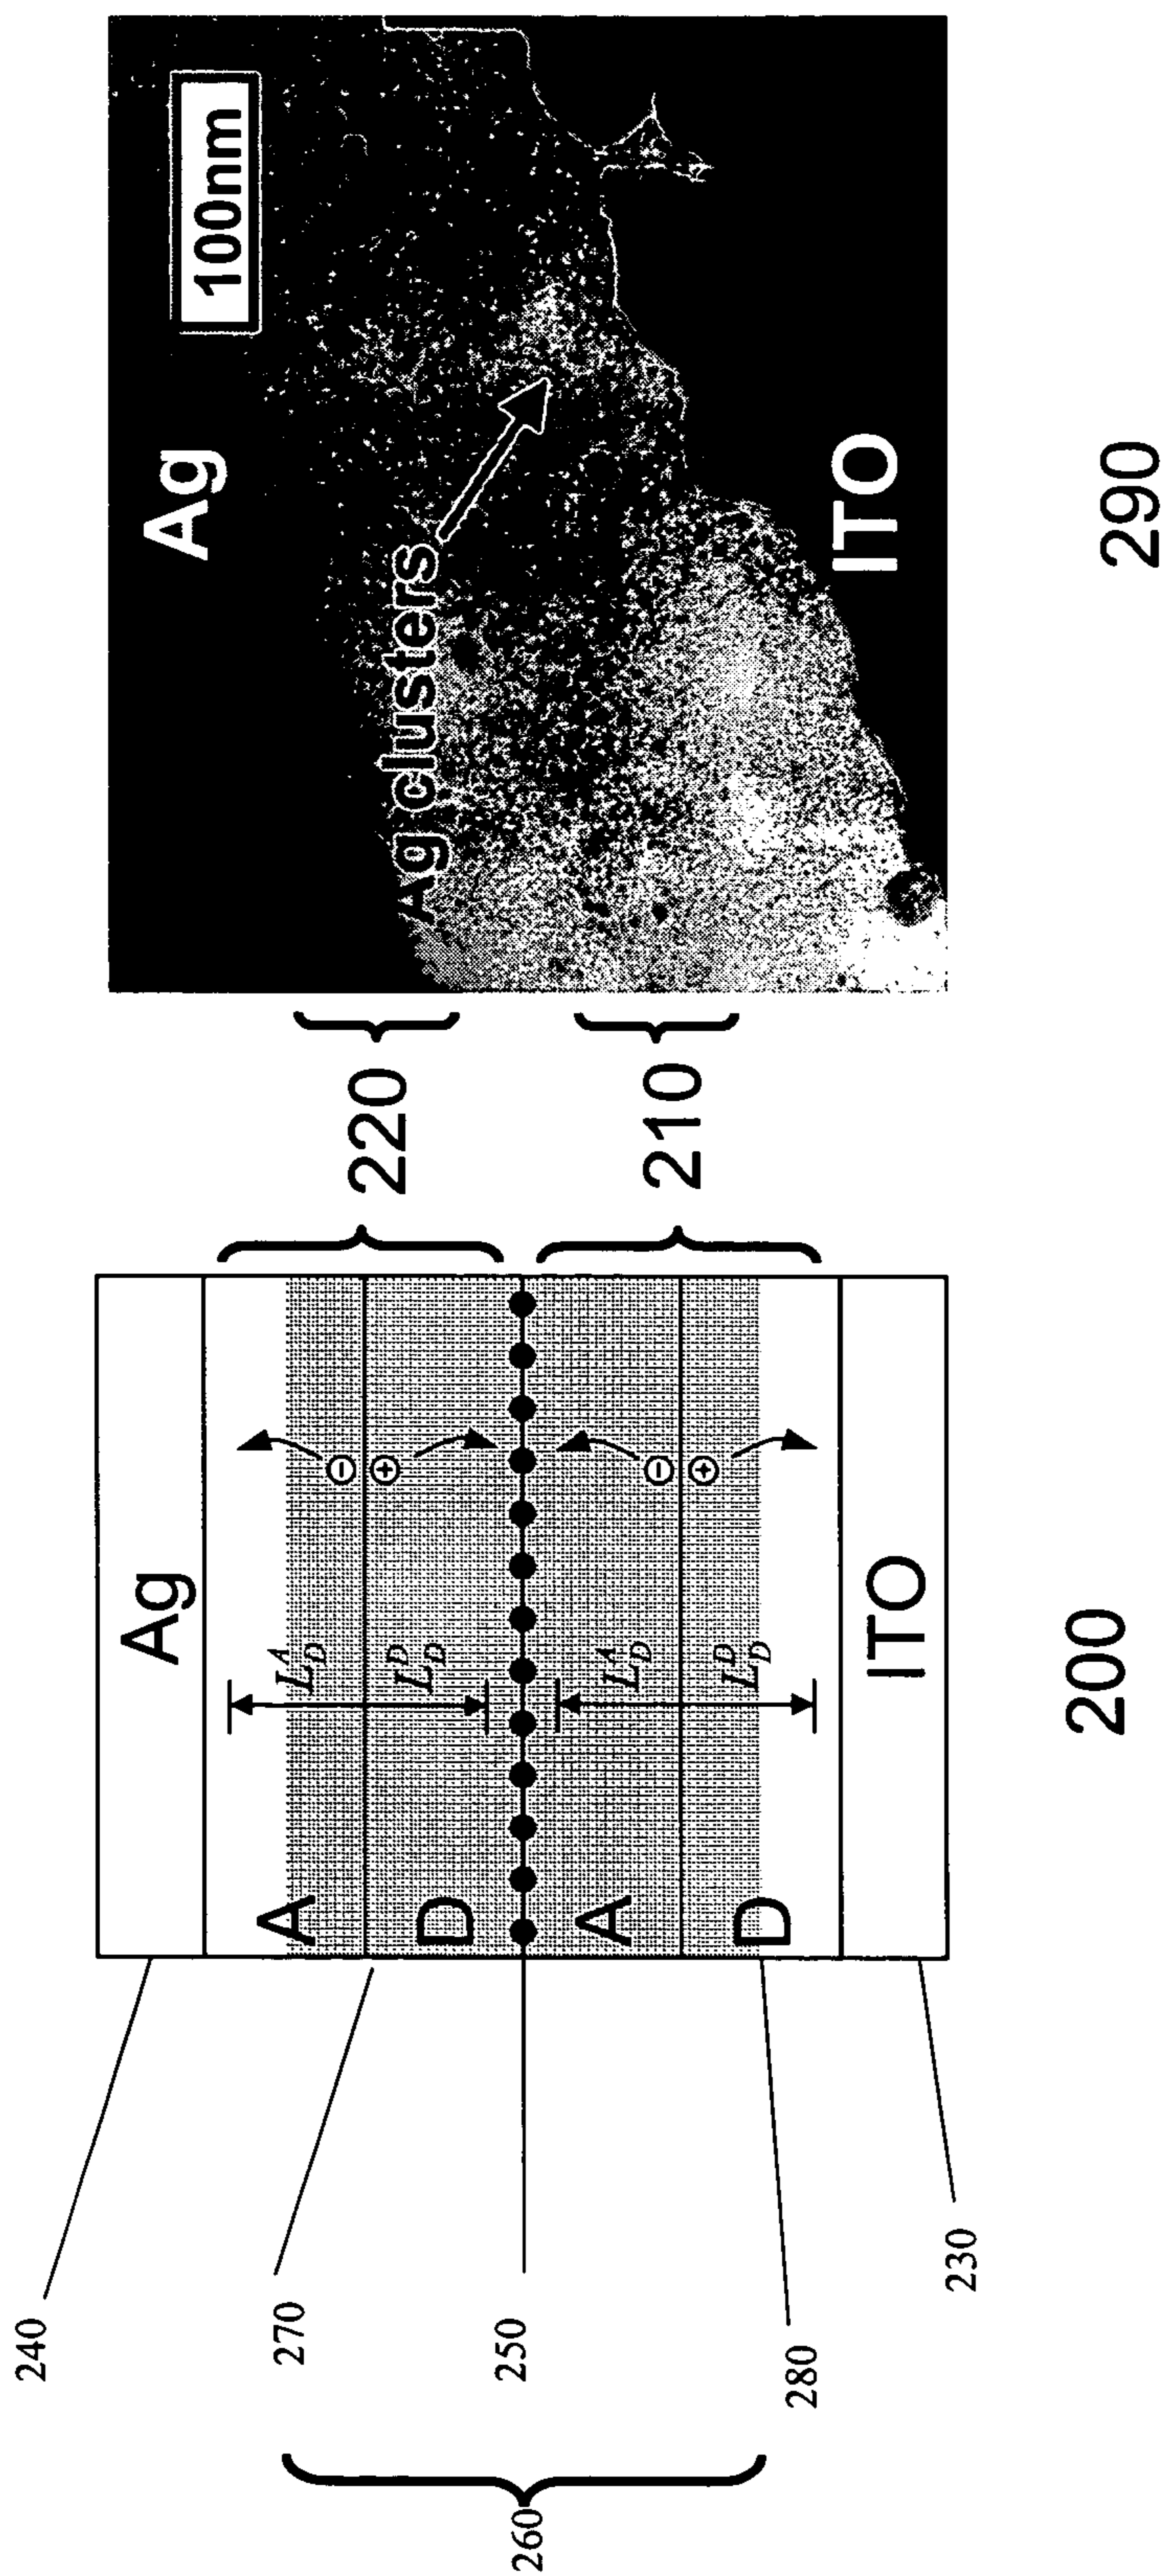 240
270
250
280
230
260
Ag
A
D
A
D
L_D^A
L_D^D
L_D^A
L_D^D
−
+
−
+
ITO
200
220
210
Ag
100nm
Ag clusters
ITO
290